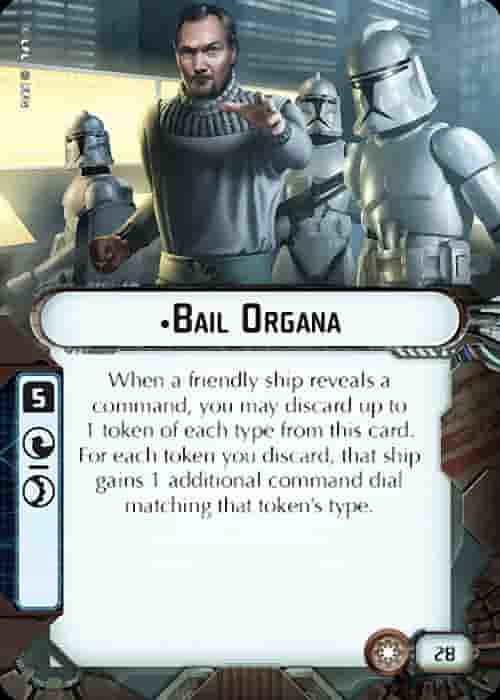 •Bail Organa
5
When a friendly ship reveals a
command, you may discard up to
1 token of each type from this card.
For each token you discard, that ship
gains 1 additional command dial
matching that token's type.
28